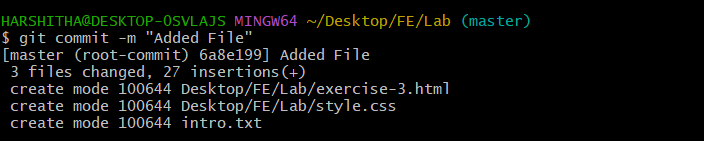 HARSHITHA@DESKTOP-OSVLAJS MINGW64 ~/Desktop/FE/Lab (master)
$ git commit -m "Added File"
[master (root-commit) 6a8e199] Added File
 3 files changed, 27 insertions(+)
 create mode 100644 Desktop/FE/Lab/exercise-3.html
 create mode 100644 Desktop/FE/Lab/style.css
 create mode 100644 intro.txt